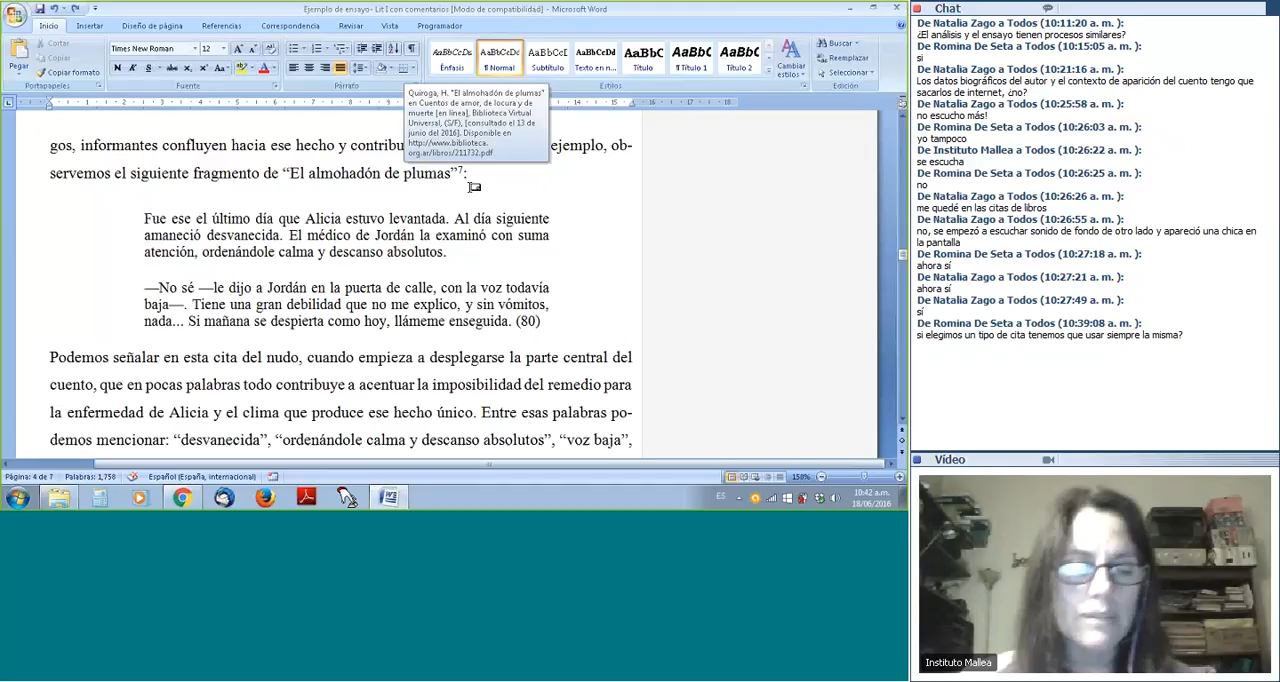 Ejemplo de ensayo- Lit I con comentarios [Modo de compatibilidad] - Microsoft Word
Inicio
Insertar
Diseño de página
Referencias
Correspondencia
Revisar
Vista
Programador
Pegar
Cortar
Copiar
Copiar formato
Portapapeles
Times New Roman
12
Fuente
Párrafo
AaBbCcDc
Énfasis
AaBbCcDc
¶ Normal
AaBbCcI
Subtítulo
AaBbCcDd
Texto en n...
AaBbC
Título
AaBbC
¶ Título 1
AaBbC
Título 2
Cambiar
estilos
Estilos
Buscar
Reemplazar
Seleccionar
Edición
Quiroga, H. "El almohadón de plumas"
en Cuentos de amor, de locura y de
muerte [en línea], Biblioteca Virtual
Universal, (S/F), [consultado el 13 de
junio del 2016]. Disponible en
http://www.biblioteca.
org.ar/libros/211732.pdf
gos, informantes confluyen hacia ese hecho y contribu
ejemplo, ob-
servemos el siguiente fragmento de “El almohadón de plumas”7:
Fue ese el último día que Alicia estuvo levantada. Al día siguiente
amaneció desvanecida. El médico de Jordán la examinó con suma
atención, ordenándole calma y descanso absolutos.
—No sé —le dijo a Jordán en la puerta de calle, con la voz todavía
baja—. Tiene una gran debilidad que no me explico, y sin vómitos,
nada... Si mañana se despierta como hoy, llámeme enseguida. (80)
Podemos señalar en esta cita del nudo, cuando empieza a desplegarse la parte central del
cuento, que en pocas palabras todo contribuye a acentuar la imposibilidad del remedio para
la enfermedad de Alicia y el clima que produce ese hecho único. Entre esas palabras po-
demos mencionar: “desvanecida”, “ordenándole calma y descanso absolutos”, “voz baja”,
Página: 4 de 7
Palabras: 1,758
Español (España, internacional)
158%
ES
10:42 a.m.
18/06/2016
Chat
De Natalia Zago a Todos (10:11:20 a. m.):
¿El análisis y el ensayo tienen procesos similares?
De Romina De Seta a Todos (10:15:05 a. m.):
si
De Natalia Zago a Todos (10:21:16 a. m.):
Los datos biográficos del autor y el contexto de aparición del cuento tengo que
sacarlos de internet, ¿no?
De Natalia Zago a Todos (10:25:58 a. m.):
no escucho más!
De Romina De Seta a Todos (10:26:03 a. m.):
yo tampoco
De Instituto Mallea a Todos (10:26:22 a. m.):
se escucha
De Romina De Seta a Todos (10:26:25 a. m.):
no
De Natalia Zago a Todos (10:26:26 a. m.):
me quedé en las citas de libros
De Natalia Zago a Todos (10:26:55 a. m.):
no, se empezó a escuchar sonido de fondo de otro lado y apareció una chica en
la pantalla
De Romina De Seta a Todos (10:27:18 a. m.):
ahora sí
De Natalia Zago a Todos (10:27:21 a. m.):
ahora sí
De Natalia Zago a Todos (10:27:49 a. m.):
sí
De Romina De Seta a Todos (10:39:08 a. m.):
si elegimos un tipo de cita tenemos que usar siempre la misma?
Vídeo
Instituto Mallea